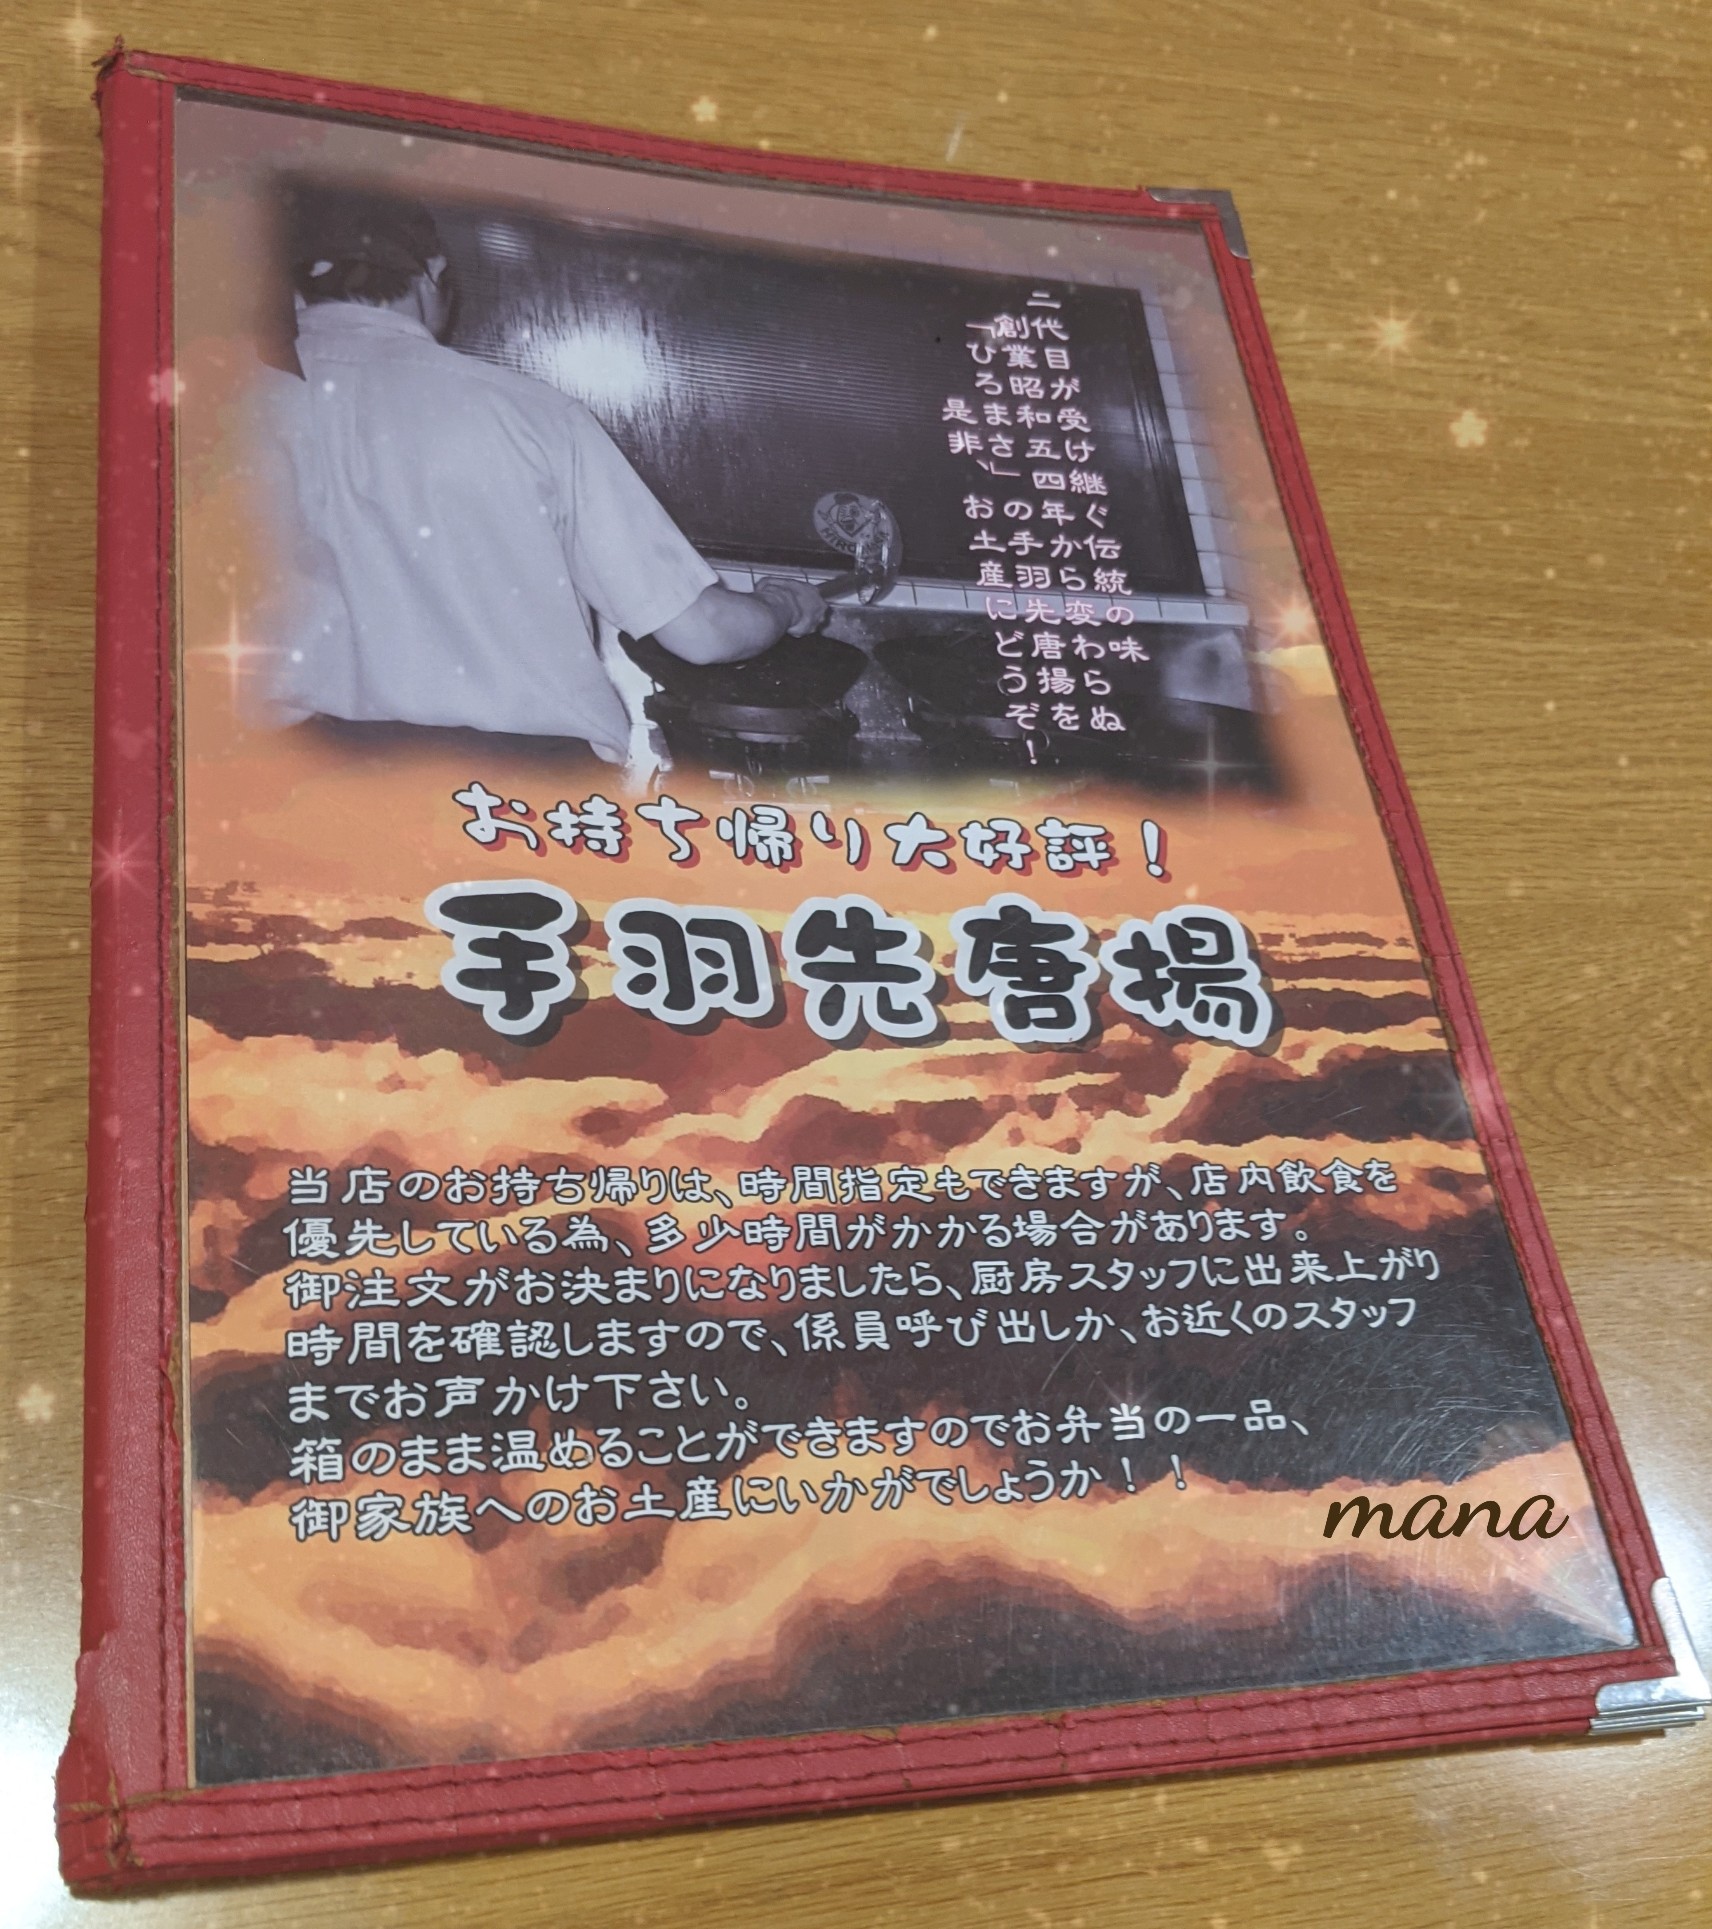 二代目が受け継ぐ伝統の味
創業昭和五四年から変わらぬ
「ひろまさ」の手羽先唐揚を
是非、お土産にどうぞ!
お持ち帰り大好評!
手羽先唐揚
当店のお持ち帰りは、時間指定もできますが、店内飲食を
優先している為、多少時間がかかる場合があります。
御注文がお決まりになりましたら、厨房スタッフに出来上がり
時間を確認しますので、係員呼び出しか、お近くのスタッフ
までお声かけ下さい。
箱のまま温めることができますのでお弁当の一品、
御家族へのお土産にいかがでしょうか!!
mana